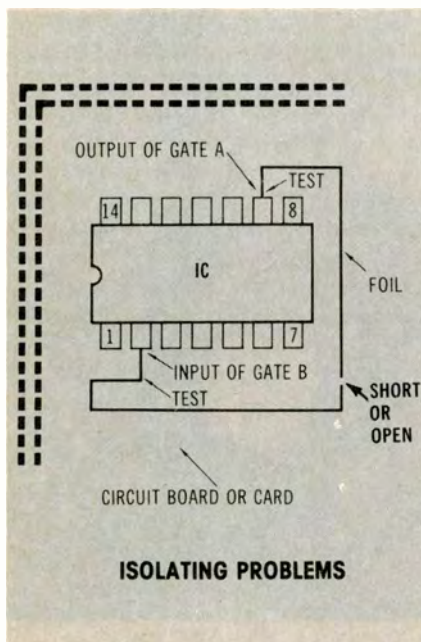 OUTPUT OF GATE A
TEST
14
8
IC
FOIL
1
7
INPUT OF GATE B
TEST
SHORT
OR
OPEN
CIRCUIT BOARD OR CARD
ISOLATING PROBLEMS